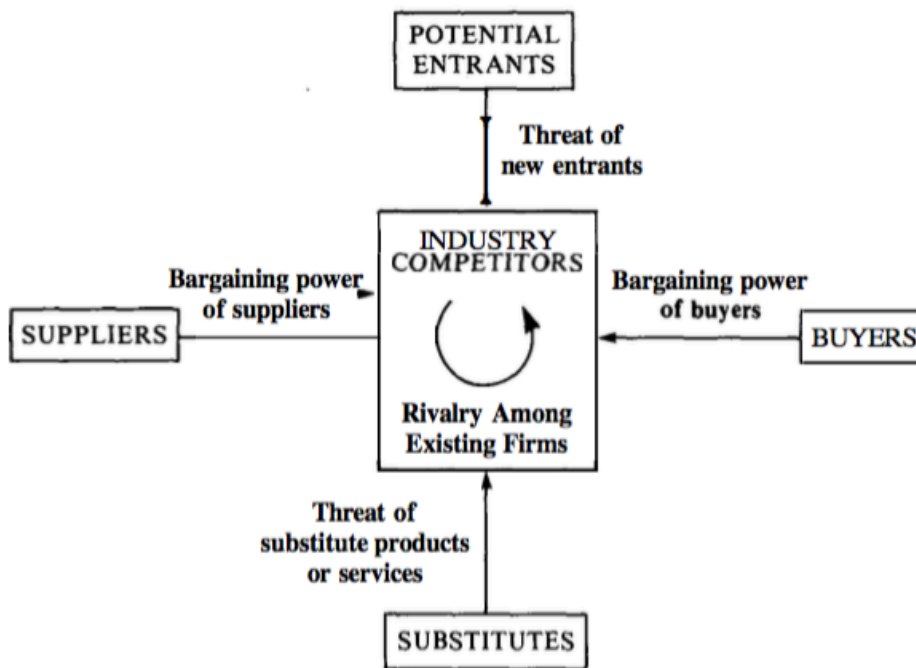 POTENTIAL
ENTRANTS
Threat of
new entrants
INDUSTRY
COMPETITORS
Bargaining power
of suppliers
SUPPLIERS
Bargaining power
of buyers
BUYERS
Rivalry Among
Existing Firms
Threat of
substitute products
or services
SUBSTITUTES